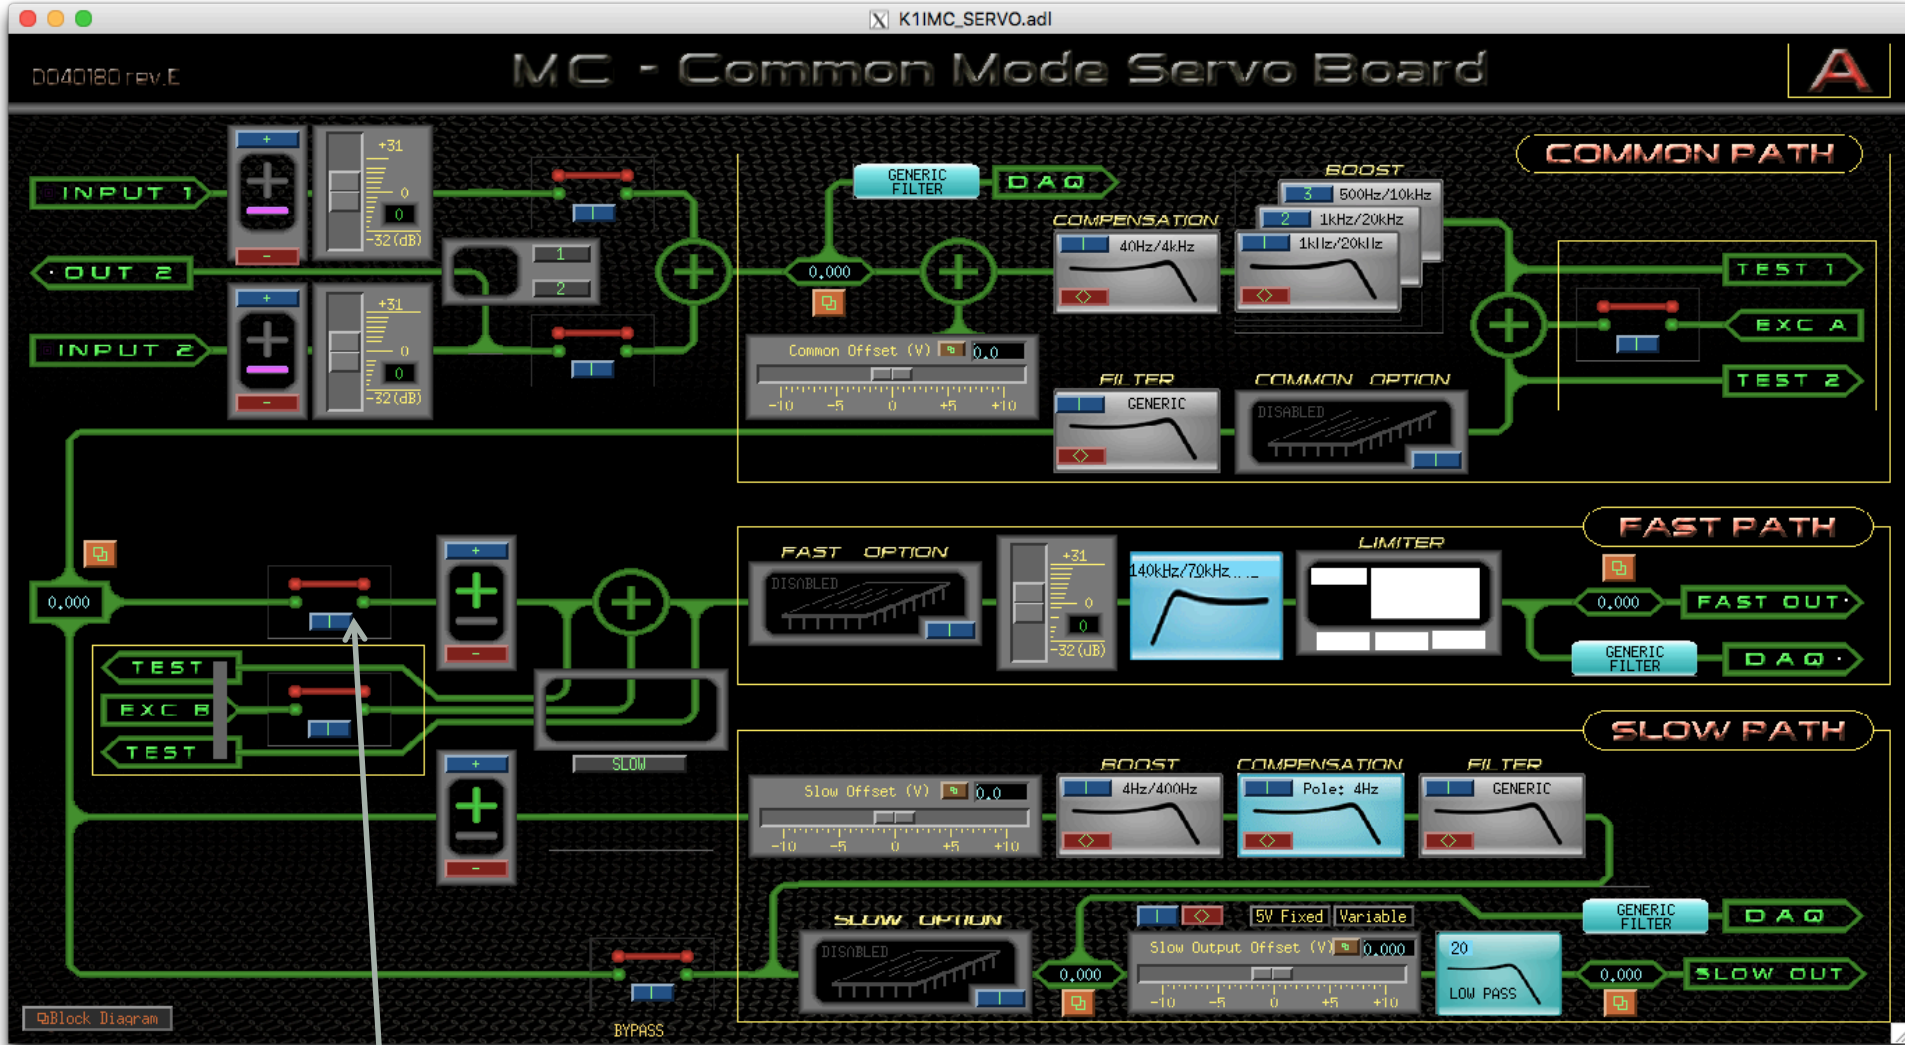 K1IMC_SERVO.adl
D040180 rev.E
MC - Common Mode Servo Board
A
COMMON PATH
INPUT 1
+
-
+31
0
0
-32(dB)
OUT 2
1
2
INPUT 2
+
-
+31
0
0
-32(dB)
GENERIC
FILTER
DAQ
0.000
Common Offset (V)
0.0
-10 -5 0 +5 +10
COMPENSATION
40Hz/4kHz
BOOST
3 500Hz/10kHz
2 1kHz/20kHz
1kHz/20kHz
FILTER
GENERIC
COMMON OPTION
DISABLED
TEST 1
EXC A
TEST 2
FAST PATH
0.000
+
-
TEST
EXC B
TEST
SLOW
FAST OPTION
DISABLED
+31
0
0
-32(dB)
140kHz/70kHz
LIMITER
0.000
FAST OUT
GENERIC
FILTER
DAQ
SLOW PATH
+
-
Slow Offset (V)
0.0
-10 -5 0 +5 +10
BOOST
4Hz/400Hz
COMPENSATION
Pole: 4Hz
FILTER
GENERIC
SLOW OPTION
DISABLED
0.000
5V Fixed Variable
Slow Output Offset (V)
0.000
-10 -5 0 +5 +10
20
LOW PASS
GENERIC
FILTER
DAQ
0.000
SLOW OUT
BYPASS
Block Diagram